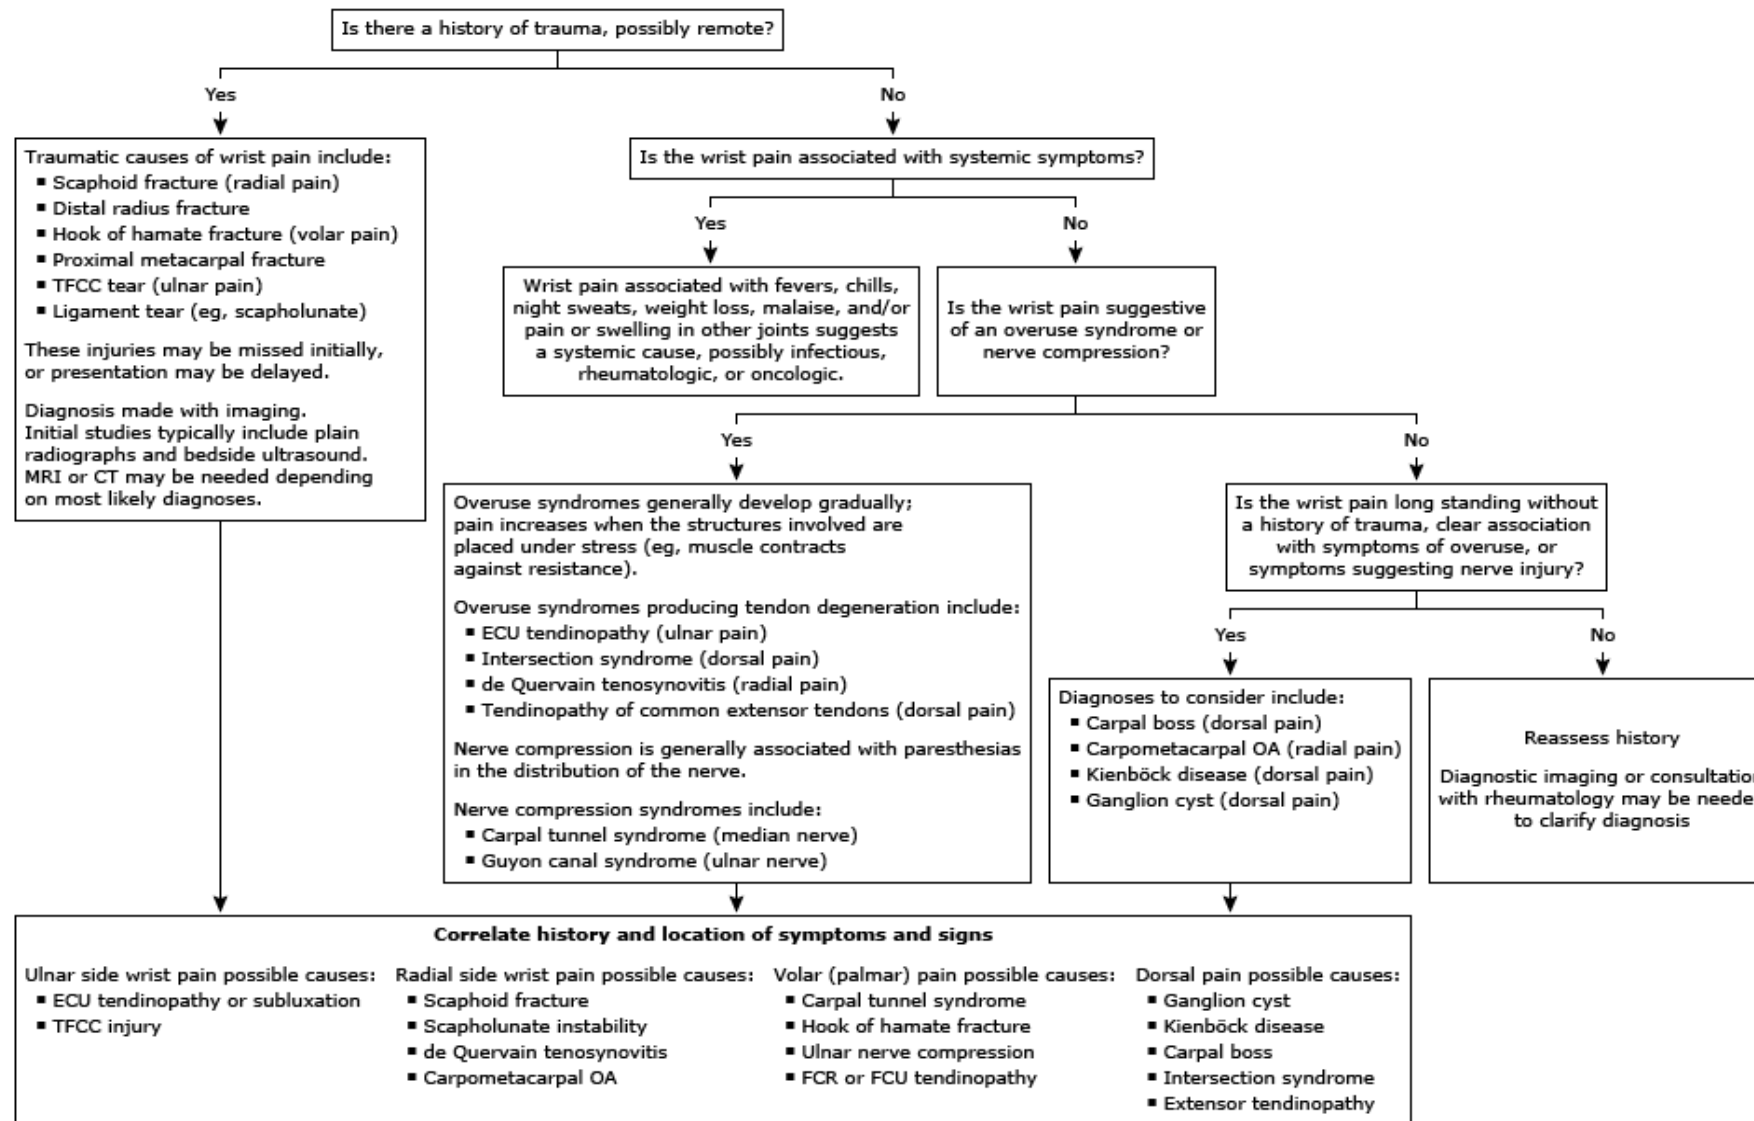 Is there a history of trauma, possibly remote?
Yes
No
Traumatic causes of wrist pain include:
▪ Scaphoid fracture (radial pain)
▪ Distal radius fracture
▪ Hook of hamate fracture (volar pain)
▪ Proximal metacarpal fracture
▪ TFCC tear (ulnar pain)
▪ Ligament tear (eg, scapholunate)
These injuries may be missed initially,
or presentation may be delayed.
Diagnosis made with imaging.
Initial studies typically include plain
radiographs and bedside ultrasound.
MRI or CT may be needed depending
on most likely diagnoses.
Is the wrist pain associated with systemic symptoms?
Yes
No
Wrist pain associated with fevers, chills,
night sweats, weight loss, malaise, and/or
pain or swelling in other joints suggests
a systemic cause, possibly infectious,
rheumatologic, or oncologic.
Is the wrist pain suggestive
of an overuse syndrome or
nerve compression?
Yes
No
Overuse syndromes generally develop gradually;
pain increases when the structures involved are
placed under stress (eg, muscle contracts
against resistance).
Overuse syndromes producing tendon degeneration include:
▪ ECU tendinopathy (ulnar pain)
▪ Intersection syndrome (dorsal pain)
▪ de Quervain tenosynovitis (radial pain)
▪ Tendinopathy of common extensor tendons (dorsal pain)
Nerve compression is generally associated with paresthesias
in the distribution of the nerve.
Nerve compression syndromes include:
▪ Carpal tunnel syndrome (median nerve)
▪ Guyon canal syndrome (ulnar nerve)
Is the wrist pain long standing without
a history of trauma, clear association
with symptoms of overuse, or
symptoms suggesting nerve injury?
Yes
No
Diagnoses to consider include:
▪ Carpal boss (dorsal pain)
▪ Carpometacarpal OA (radial pain)
▪ Kienböck disease (dorsal pain)
▪ Ganglion cyst (dorsal pain)
Reassess history
Diagnostic imaging or consultation
with rheumatology may be neede
to clarify diagnosis
Correlate history and location of symptoms and signs
Ulnar side wrist pain possible causes:
▪ ECU tendinopathy or subluxation
▪ TFCC injury
Radial side wrist pain possible causes:
▪ Scaphoid fracture
▪ Scapholunate instability
▪ de Quervain tenosynovitis
▪ Carpometacarpal OA
Volar (palmar) pain possible causes:
▪ Carpal tunnel syndrome
▪ Hook of hamate fracture
▪ Ulnar nerve compression
▪ FCR or FCU tendinopathy
Dorsal pain possible causes:
▪ Ganglion cyst
▪ Kienböck disease
▪ Carpal boss
▪ Intersection syndrome
▪ Extensor tendinopathy